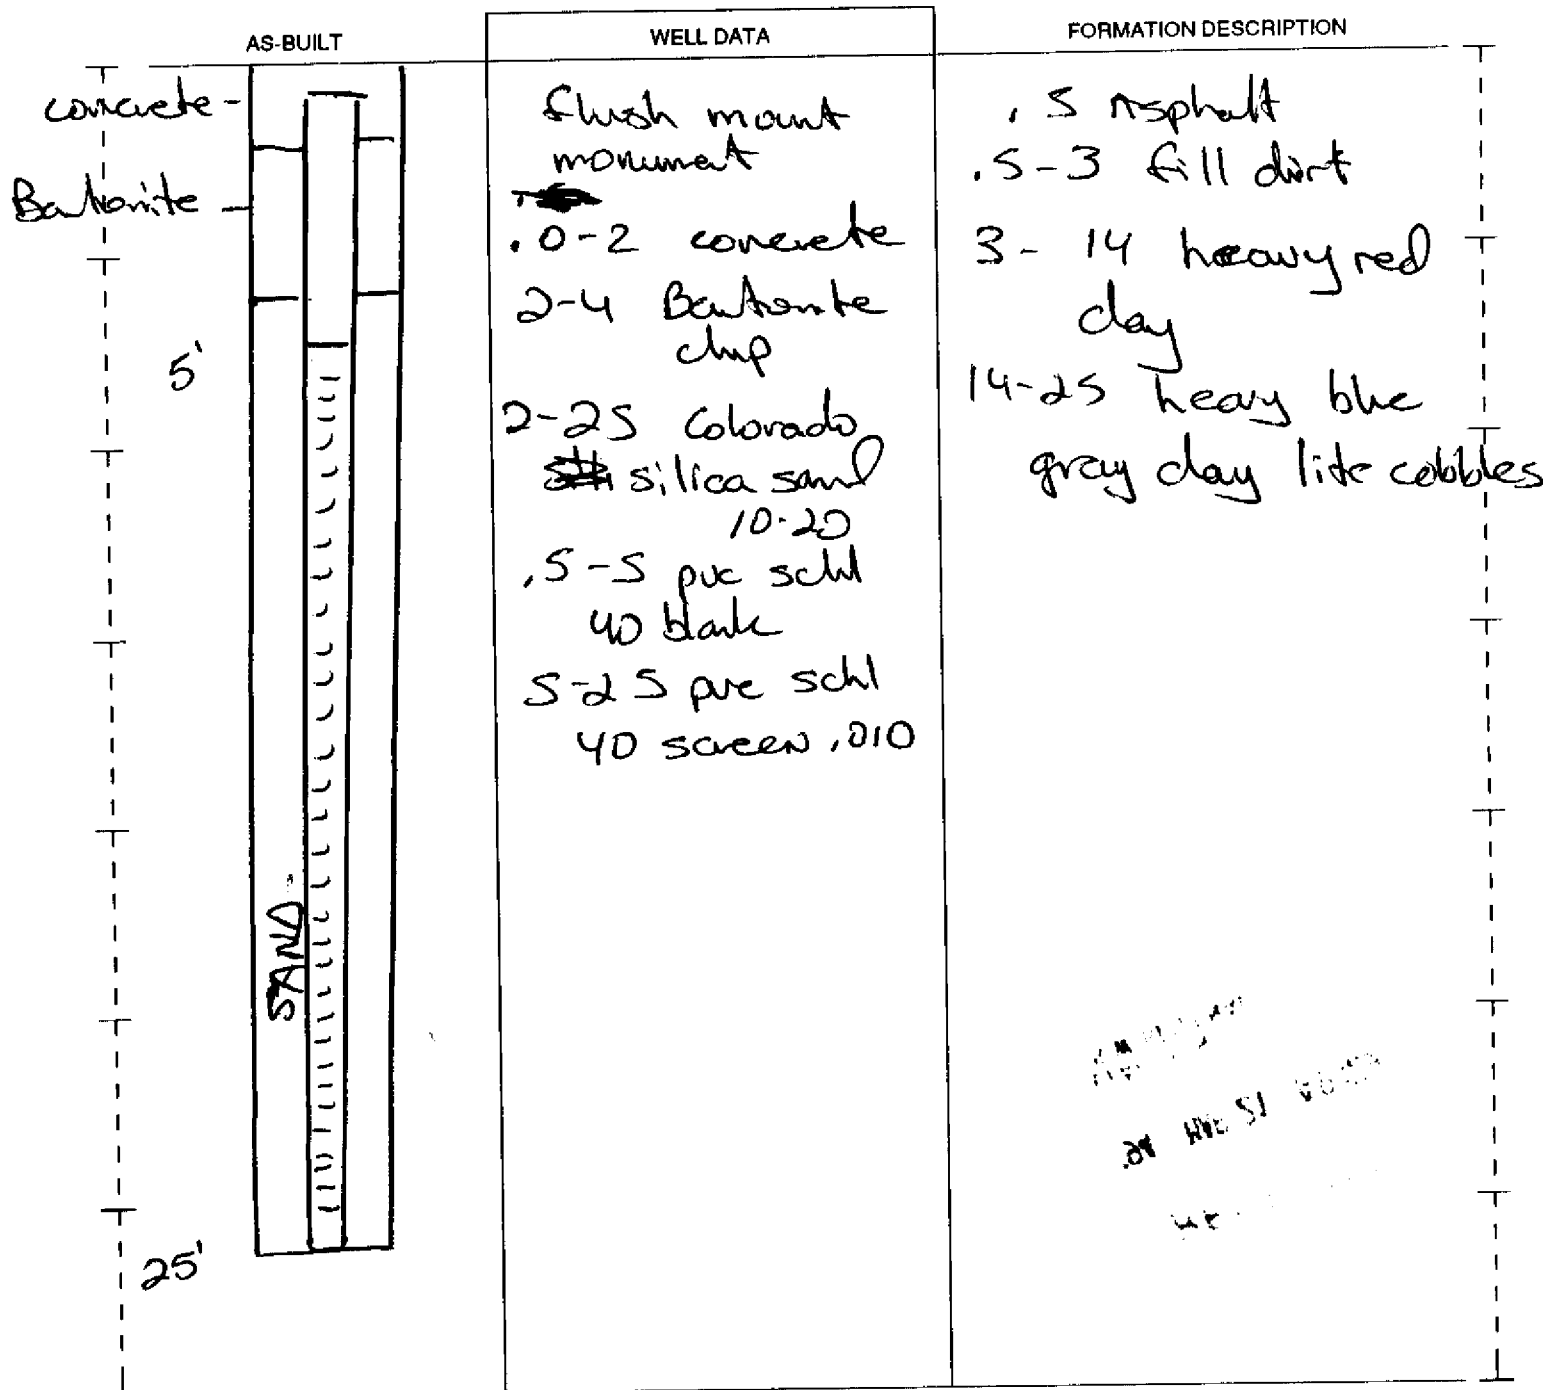 AS-BUILT
concrete -
Bentonite -
5'
SAND -
25'
WELL DATA
flush mount
monument
.0-2 concrete
2-4 Bentonite
chip
2-25 Colorado
silica sand
10-20
.5-5 pvc schl
40 blank
5-25 pvc schl
40 screen .010
FORMATION DESCRIPTION
.5 Asphalt
.5-3 fill dirt
3-14 heavy red
clay
14-25 heavy blue
gray clay lite cobbles